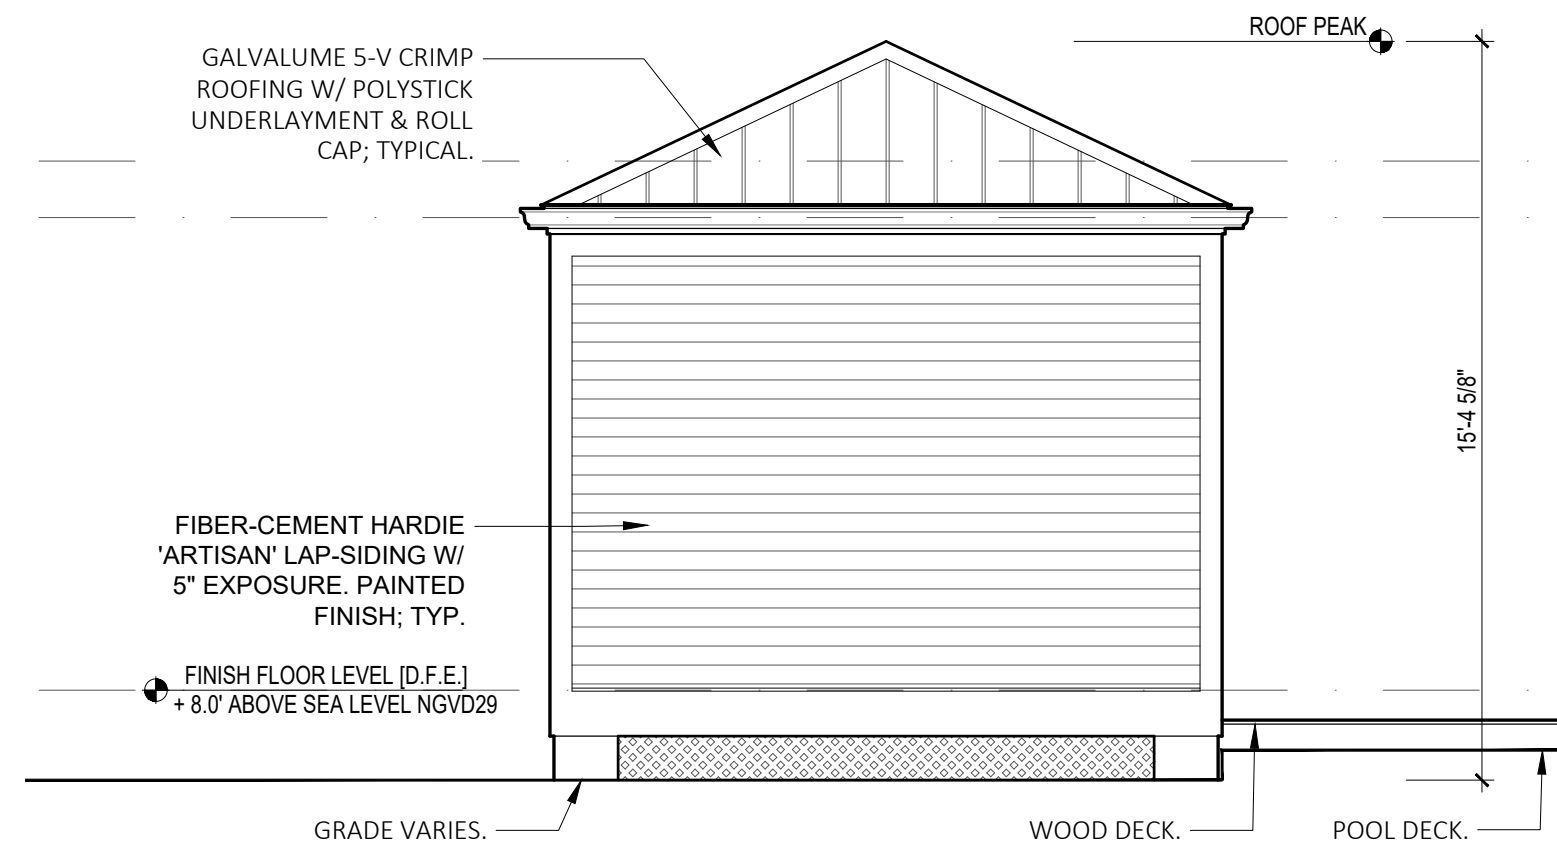 ROOF PEAK
GALVALUME 5-V CRIMP
ROOFING W/ POLYSTICK
UNDERLAYMENT & ROLL
CAP; TYPICAL.
15'-4 5/8"
FIBER-CEMENT HARDIE
'ARTISAN' LAP-SIDING W/
5" EXPOSURE. PAINTED
FINISH; TYP.
FINISH FLOOR LEVEL [D.F.E.]
+ 8.0' ABOVE SEA LEVEL NGVD29
GRADE VARIES.
WOOD DECK.
POOL DECK.